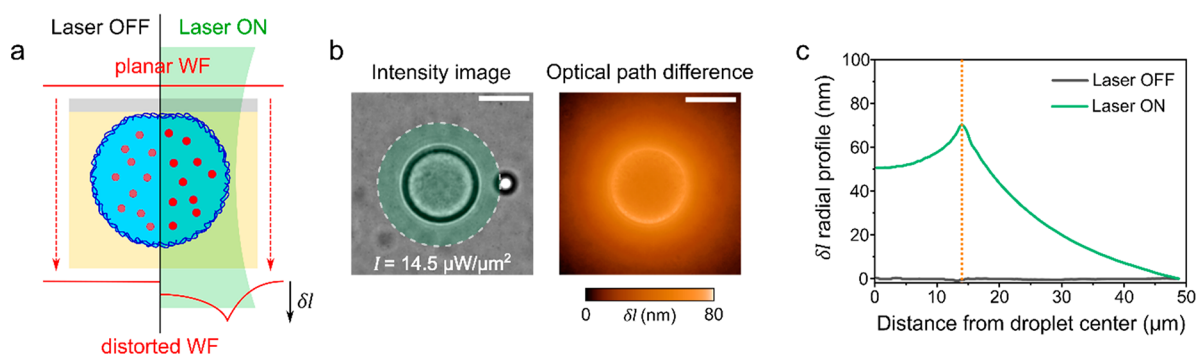 a
Laser OFF
Laser ON
planar WF
δl
distorted WF
b
Intensity image
Optical path difference
I = 14.5 µW/µm²
0
δl (nm)
80
c
δl radial profile (nm)
100
80
60
40
20
0
Laser OFF
Laser ON
0
10
20
30
40
50
Distance from droplet center (µm)